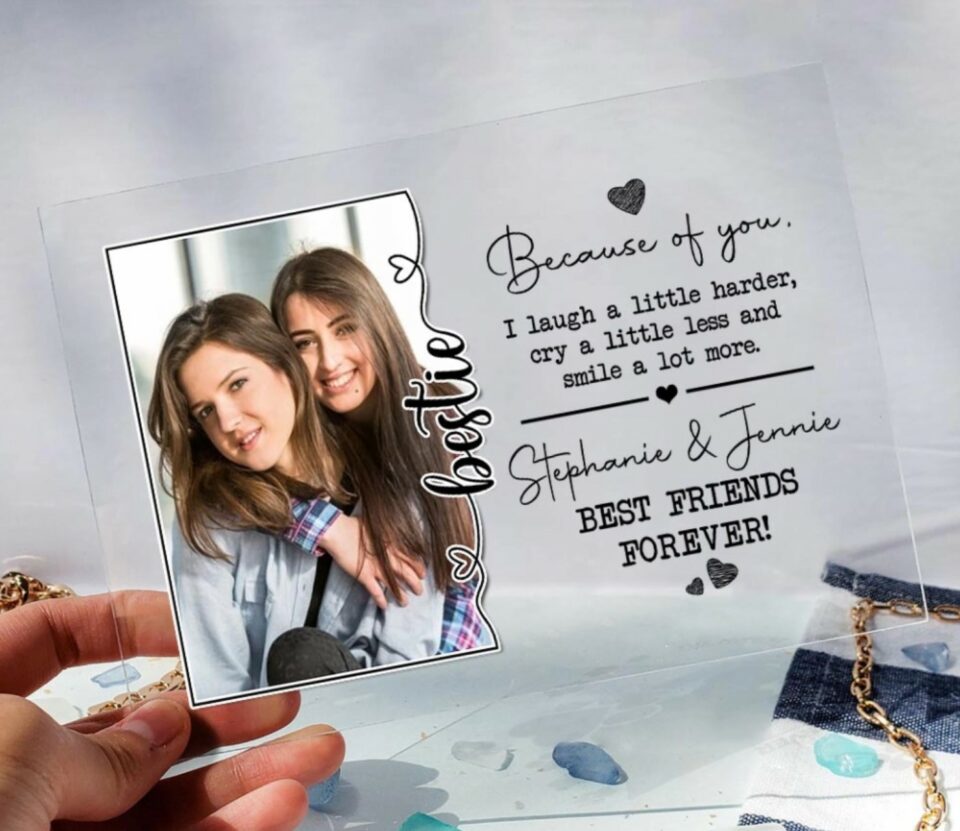 bestie
Because of you,
I laugh a little harder,
cry a little less and
smile a lot more.
Stephanie & Jennie
BEST FRIENDS
FOREVER!